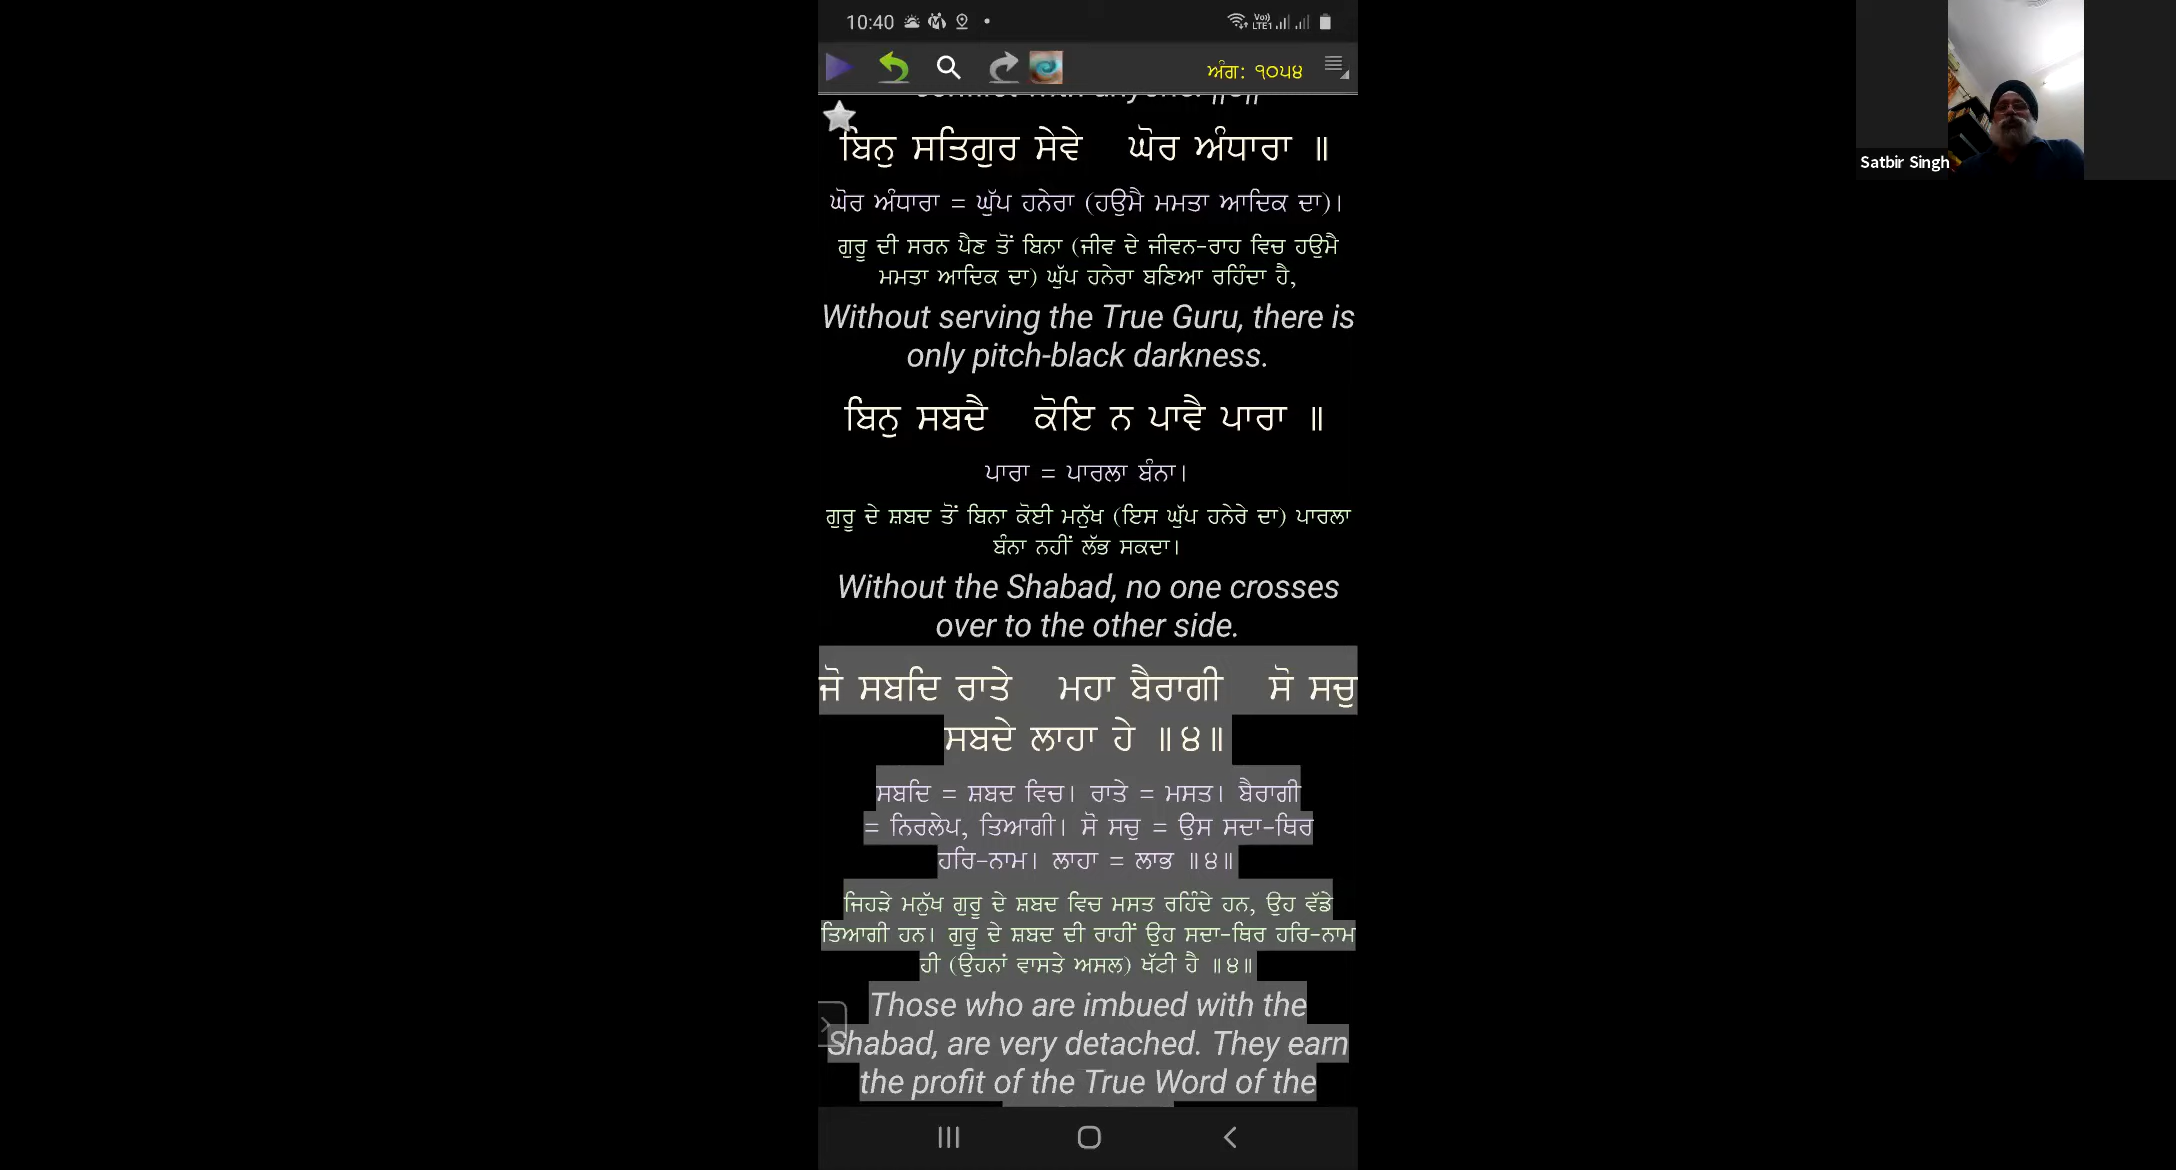 10:40
Vo)
LTE1
ਅੰਗ: ੧੦੫੪
ਬਿਨੁ ਸਤਿਗੁਰ ਸੇਵੇ ਘੋਰ ਅੰਧਾਰਾ ॥
ਘੋਰ ਅੰਧਾਰਾ = ਘੁੱਪ ਹਨੇਰਾ (ਹਉਮੈ ਮਮਤਾ ਆਦਿਕ ਦਾ)।
ਗੁਰੂ ਦੀ ਸਰਨ ਪੈਣ ਤੋਂ ਬਿਨਾ (ਜੀਵ ਦੇ ਜੀਵਨ-ਰਾਹ ਵਿਚ ਹਉਮੈ
ਮਮਤਾ ਆਦਿਕ ਦਾ) ਘੁੱਪ ਹਨੇਰਾ ਬਣਿਆ ਰਹਿੰਦਾ ਹੈ,
Without serving the True Guru, there is
only pitch-black darkness.
ਬਿਨੁ ਸਬਦੈ ਕੋਇ ਨ ਪਾਵੈ ਪਾਰਾ ॥
ਪਾਰਾ = ਪਾਰਲਾ ਬੰਨਾ।
ਗੁਰੂ ਦੇ ਸ਼ਬਦ ਤੋਂ ਬਿਨਾ ਕੋਈ ਮਨੁੱਖ (ਇਸ ਘੁੱਪ ਹਨੇਰੇ ਦਾ) ਪਾਰਲਾ
ਬੰਨਾ ਨਹੀਂ ਲੱਭ ਸਕਦਾ।
Without the Shabad, no one crosses
over to the other side.
ਜੋ ਸਬਦਿ ਰਾਤੇ ਮਹਾ ਬੈਰਾਗੀ ਸੋ ਸਚੁ
ਸਬਦੇ ਲਾਹਾ ਹੇ ॥੪॥
ਸਬਦਿ = ਸ਼ਬਦ ਵਿਚ। ਰਾਤੇ = ਮਸਤ। ਬੈਰਾਗੀ
= ਨਿਰਲੇਪ, ਤਿਆਗੀ। ਸੋ ਸਚੁ = ਉਸ ਸਦਾ-ਥਿਰ
ਹਰਿ-ਨਾਮ। ਲਾਹਾ = ਲਾਭ ॥੪॥
ਜਿਹੜੇ ਮਨੁੱਖ ਗੁਰੂ ਦੇ ਸ਼ਬਦ ਵਿਚ ਮਸਤ ਰਹਿੰਦੇ ਹਨ, ਉਹ ਵੱਡੇ
ਤਿਆਗੀ ਹਨ। ਗੁਰੂ ਦੇ ਸ਼ਬਦ ਦੀ ਰਾਹੀਂ ਉਹ ਸਦਾ-ਥਿਰ ਹਰਿ-ਨਾਮ
ਹੀ (ਉਹਨਾਂ ਵਾਸਤੇ ਅਸਲ) ਖੱਟੀ ਹੈ ॥੪॥
Those who are imbued with the
Shabad, are very detached. They earn
the profit of the True Word of the
Satbir Singh